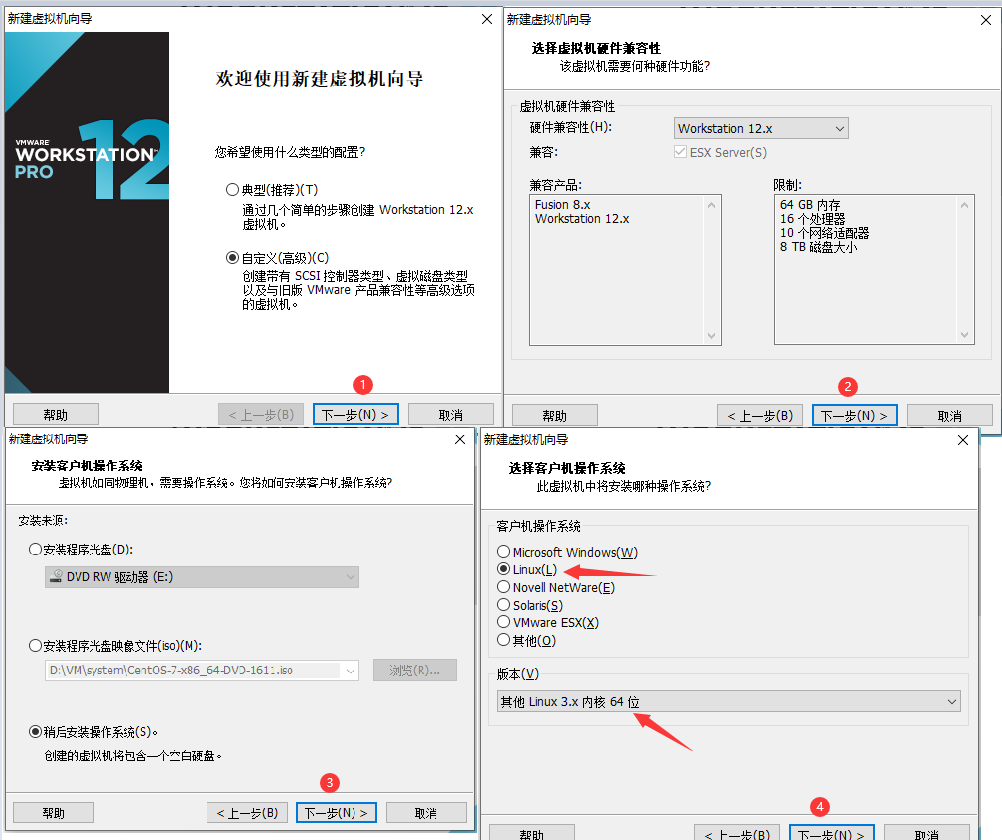 新建虚拟机向导
VMWARE
WORKSTATION™
PRO
12
欢迎使用新建虚拟机向导
您希望使用什么类型的配置?
典型(推荐)(T)
通过几个简单的步骤创建 Workstation 12.x
虚拟机。
自定义(高级)(C)
创建带有 SCSI 控制器类型、虚拟磁盘类型
以及与旧版 VMware 产品兼容性等高级选项
的虚拟机。
1
帮助
< 上一步(B)
下一步(N) >
取消
新建虚拟机向导
选择虚拟机硬件兼容性
该虚拟机需要何种硬件功能?
虚拟机硬件兼容性
硬件兼容性(H):
Workstation 12.x
兼容:
ESX Server(S)
兼容产品:
Fusion 8.x
Workstation 12.x
限制:
64 GB 内存
16 个处理器
10 个网络适配器
8 TB 磁盘大小
2
帮助
< 上一步(B)
下一步(N) >
取消
新建虚拟机向导
安装客户机操作系统
虚拟机如同物理机，需要操作系统。您将如何安装客户机操作系统?
安装来源:
安装程序光盘(D):
DVD RW 驱动器 (E:)
安装程序光盘映像文件(iso)(M):
D:\VM\system\CentOS-7-x86_64-DVD-1611.iso
浏览(R)...
稍后安装操作系统(S)。
创建的虚拟机将包含一个空白硬盘。
3
帮助
< 上一步(B)
下一步(N) >
取消
新建虚拟机向导
选择客户机操作系统
此虚拟机中将安装哪种操作系统?
客户机操作系统
Microsoft Windows(W)
Linux(L)
Novell NetWare(E)
Solaris(S)
VMware ESX(X)
其他(O)
版本(V)
其他 Linux 3.x 内核 64 位
4
帮助
< 上一步(B)
下一步(N) >
取消